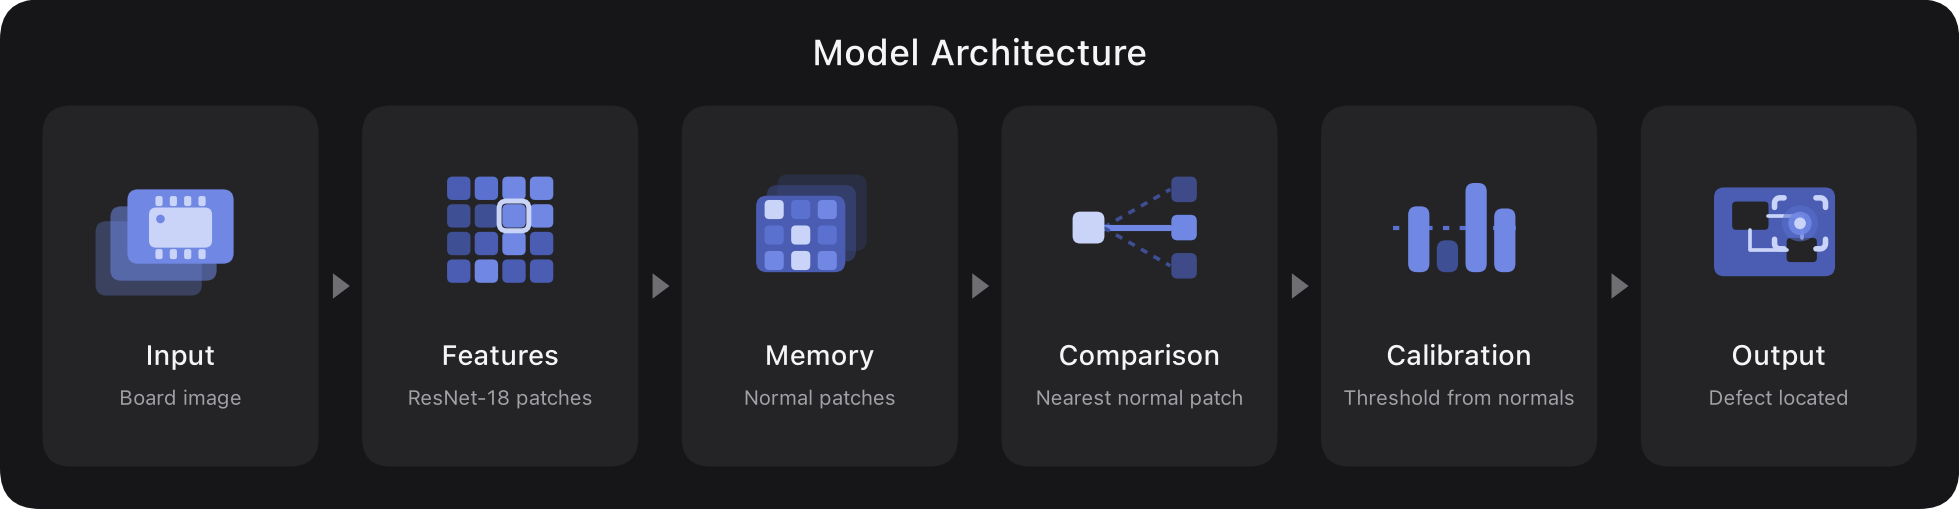 Model Architecture
Input
Board image
Features
ResNet-18 patches
Memory
Normal patches
Comparison
Nearest normal patch
Calibration
Threshold from normals
Output
Defect located